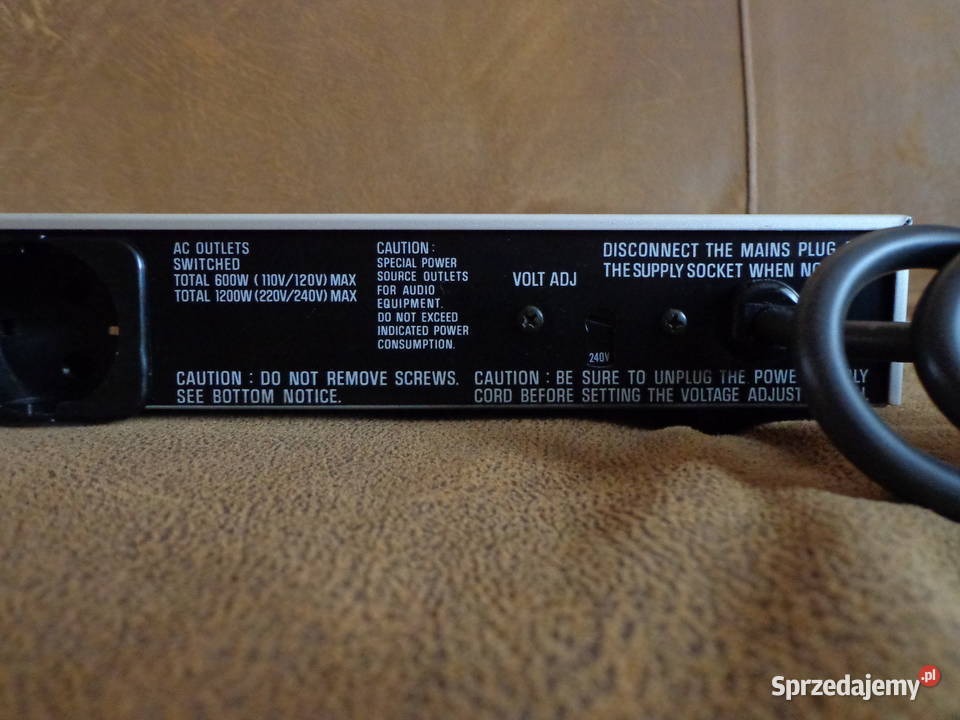 AC OUTLETS
SWITCHED
TOTAL 600W (110V/120V) MAX
TOTAL 1200W (220V/240V) MAX
CAUTION :
SPECIAL POWER
SOURCE OUTLETS
FOR AUDIO
EQUIPMENT.
DO NOT EXCEED
INDICATED POWER
CONSUMPTION.
VOLT ADJ
240V
DISCONNECT THE MAINS PLUG
THE SUPPLY SOCKET WHEN
CAUTION : DO NOT REMOVE SCREWS.
SEE BOTTOM NOTICE.
CAUTION : BE SURE TO UNPLUG THE
CORD BEFORE SETTING THE VOLTAGE
Sprzedajemy.pl